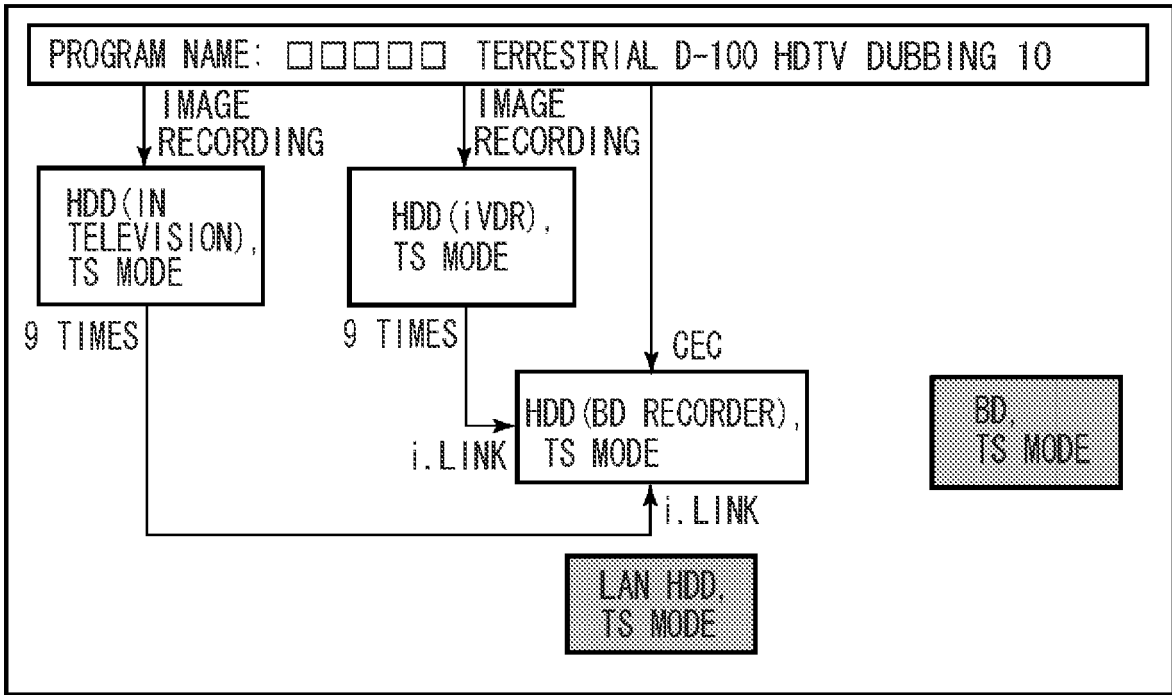 PROGRAM NAME: □□□□□ TERRESTRIAL D-100 HDTV DUBBING 10
IMAGE
RECORDING
IMAGE
RECORDING
HDD(IN
TELEVISION),
TS MODE
HDD(iVDR),
TS MODE
9 TIMES
9 TIMES
CEC
HDD(BD RECORDER),
TS MODE
i.LINK
BD,
TS MODE
i.LINK
LAN HDD,
TS MODE